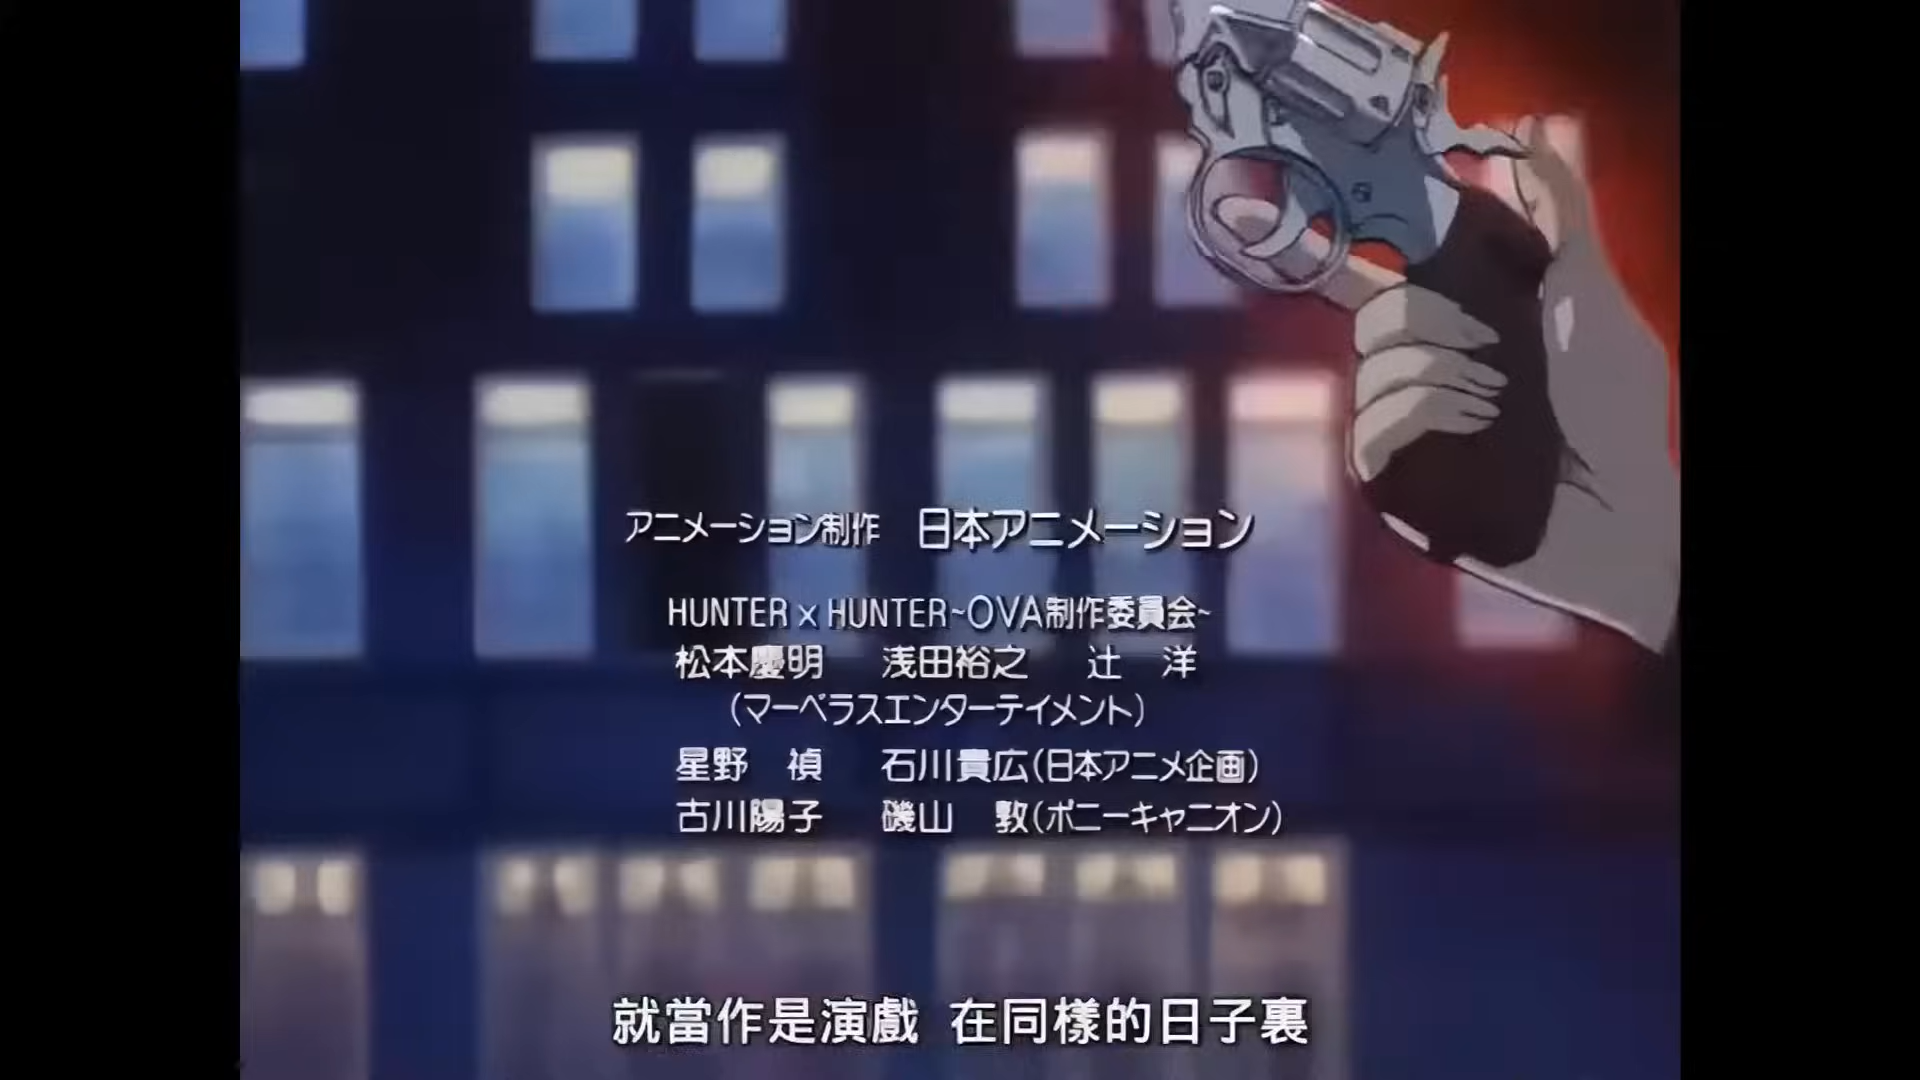 アニメーション制作 日本アニメーション
HUNTER x HUNTER~OVA制作委員会~
松本慶明 浅田裕之 辻 洋
(マーベラスエンターテイメント)
星野 禎 石川貴広(日本アニメ企画)
古川陽子 磯山 敦(ポニーキャニオン)
就當作是演戲 在同樣的日子裏